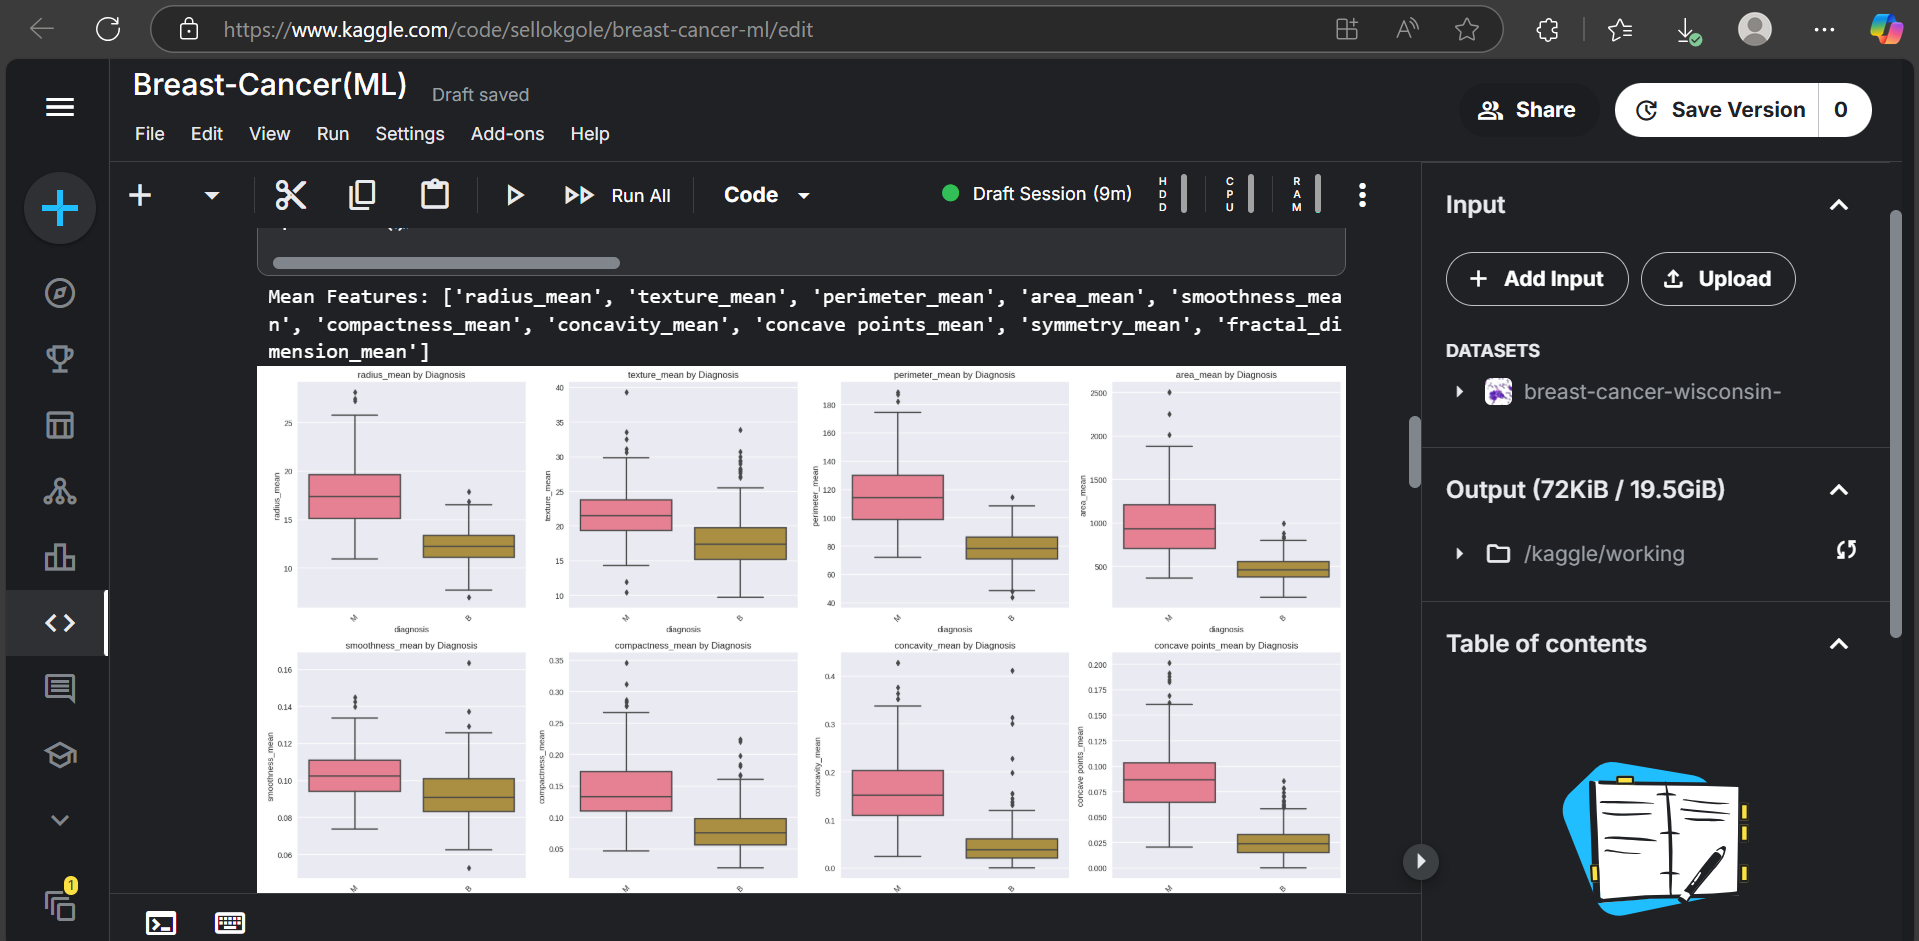 https://www.kaggle.com/code/sellokgole/breast-cancer-ml/edit
Breast-Cancer(ML) Draft saved
File Edit View Run Settings Add-ons Help
Share
Save Version 0
Run All
Code
Draft Session (9m)
HDD
CPU
RAM
Mean Features: ['radius_mean', 'texture_mean', 'perimeter_mean', 'area_mean', 'smoothness_mea
n', 'compactness_mean', 'concavity_mean', 'concave points_mean', 'symmetry_mean', 'fractal_di
mension_mean']
radius_mean by Diagnosis
radius_mean
25
20
15
10
M B
diagnosis
texture_mean by Diagnosis
texture_mean
40
35
30
25
20
15
10
M B
diagnosis
perimeter_mean by Diagnosis
perimeter_mean
180
160
140
120
100
80
60
40
M B
diagnosis
area_mean by Diagnosis
area_mean
2500
2000
1500
1000
500
M B
diagnosis
smoothness_mean by Diagnosis
smoothness_mean
0.16
0.14
0.12
0.10
0.08
0.06
M B
compactness_mean by Diagnosis
compactness_mean
0.35
0.30
0.25
0.20
0.15
0.10
0.05
M B
concavity_mean by Diagnosis
concavity_mean
0.4
0.3
0.2
0.1
0.0
M B
concave points_mean by Diagnosis
concave points_mean
0.200
0.175
0.150
0.125
0.100
0.075
0.050
0.025
0.000
M B
Input
Add Input
Upload
DATASETS
breast-cancer-wisconsin-
Output (72KiB / 19.5GiB)
/kaggle/working
Table of contents
1